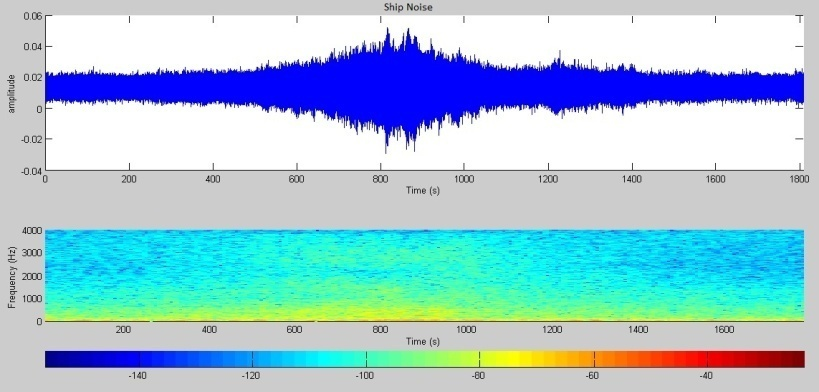 Ship Noise
0.06
0.04
0.02
0
-0.02
-0.04
amplitude
0 200 400 600 800 1000 1200 1400 1600 1800
Time (s)
4000
3000
2000
1000
0
Frequency (Hz)
200 400 600 800 1000 1200 1400 1600
Time (s)
-140 -120 -100 -80 -60 -40